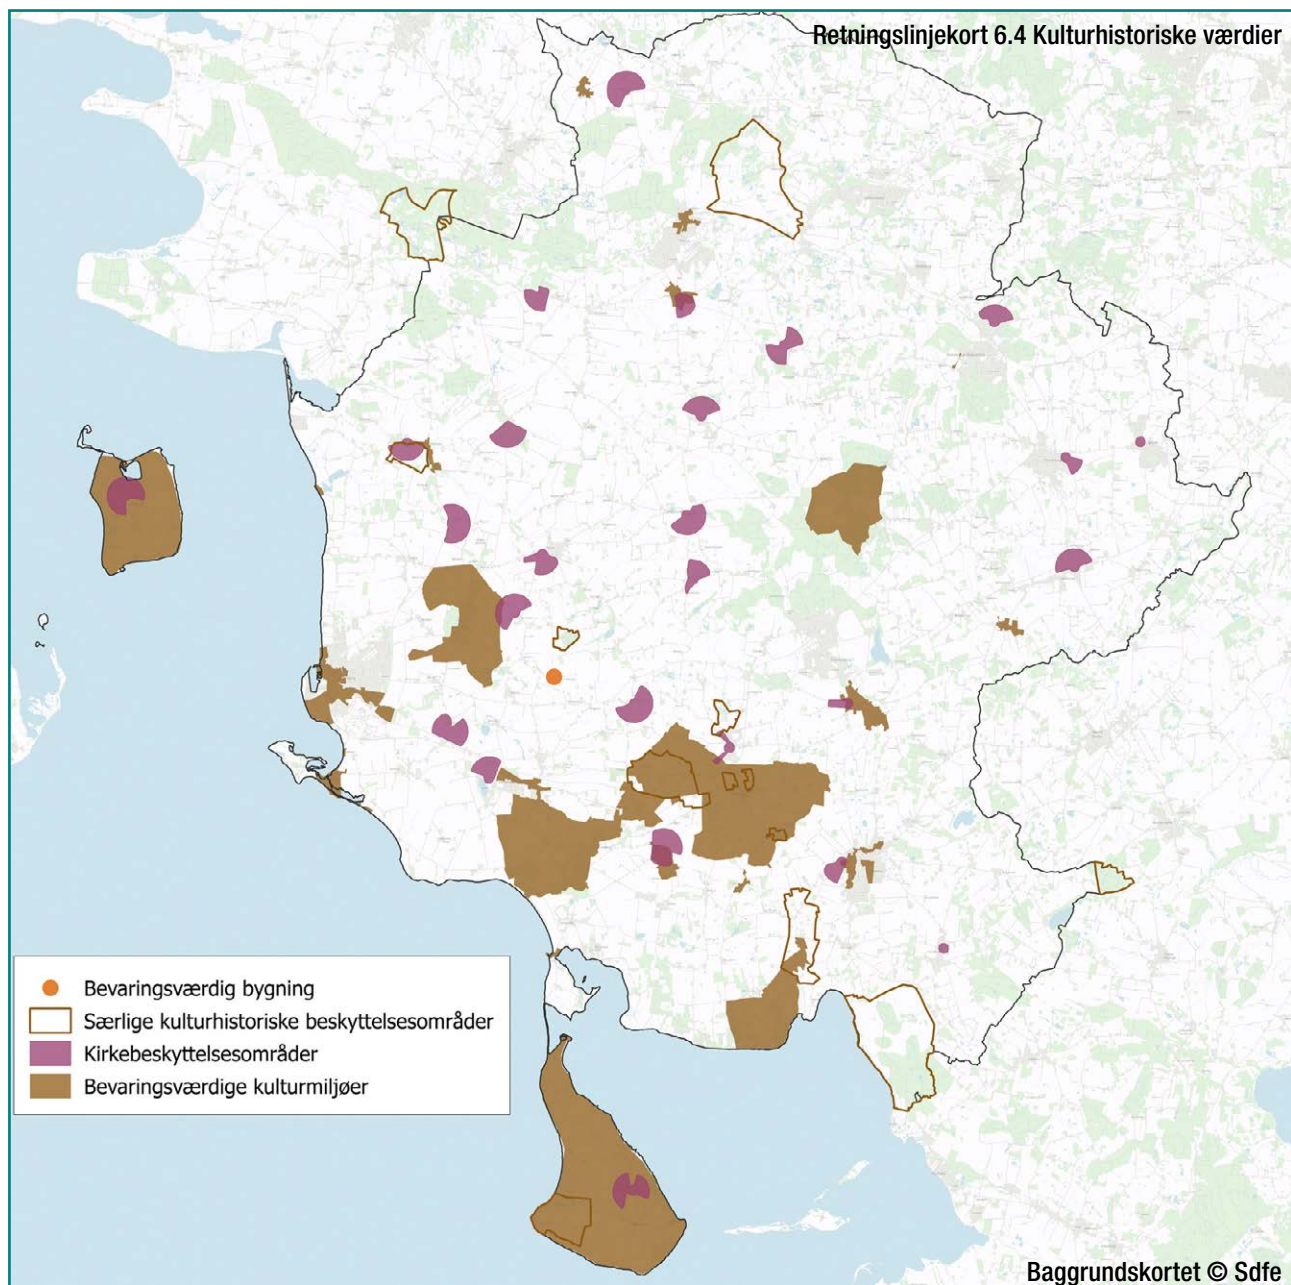 Retningslinjekort 6.4 Kulturhistoriske værdier
Bevaringsværdig bygning
Særlige kulturhistoriske beskyttelsesområder
Kirkebeskyttelsesområder
Bevaringsværdige kulturmiljøer
Baggrundskortet © Sdfe